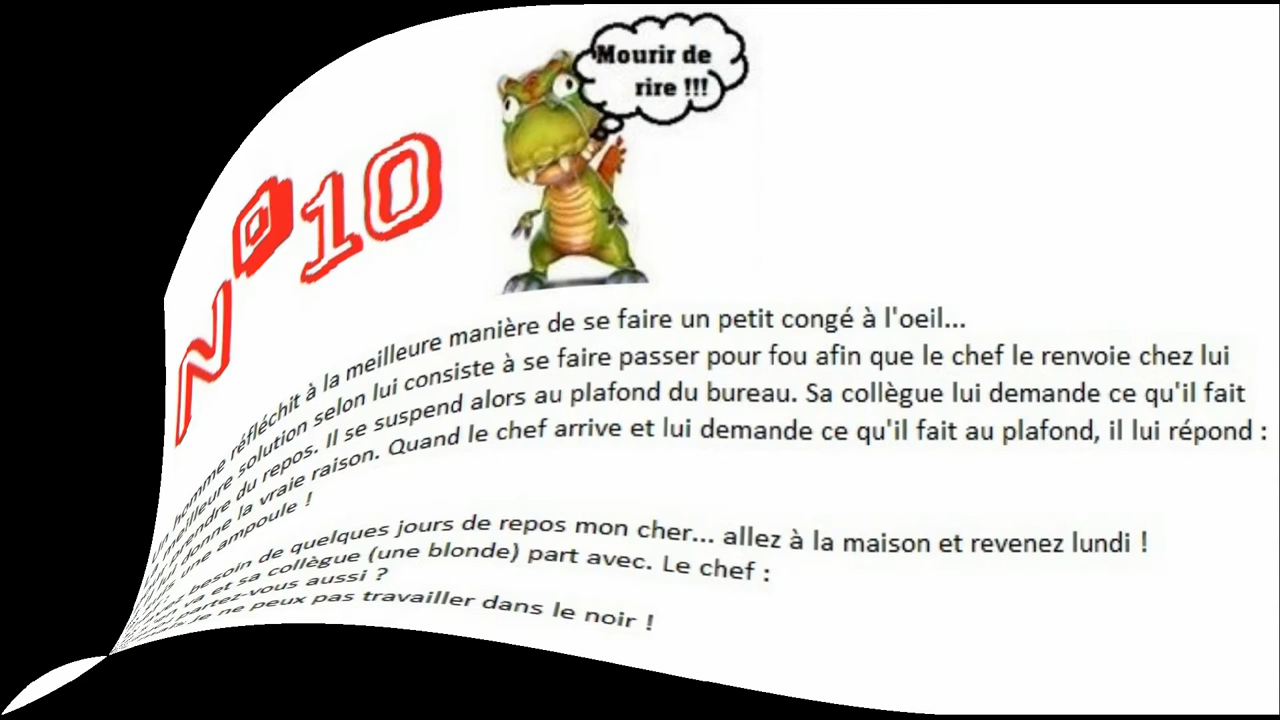 Mourir de
rire !!!
N°10
homme réfléchit à la meilleure manière de se faire un petit congé à l'oeil...
meilleure solution selon lui consiste à se faire passer pour fou afin que le chef le renvoie chez lui
prendre du repos. Il se suspend alors au plafond du bureau. Sa collègue lui demande ce qu'il fait
donne la vraie raison. Quand le chef arrive et lui demande ce qu'il fait au plafond, il lui répond :
une ampoule !
besoin de quelques jours de repos mon cher... allez à la maison et revenez lundi !
va et sa collègue (une blonde) part avec. Le chef :
partez-vous aussi ?
je ne peux pas travailler dans le noir !